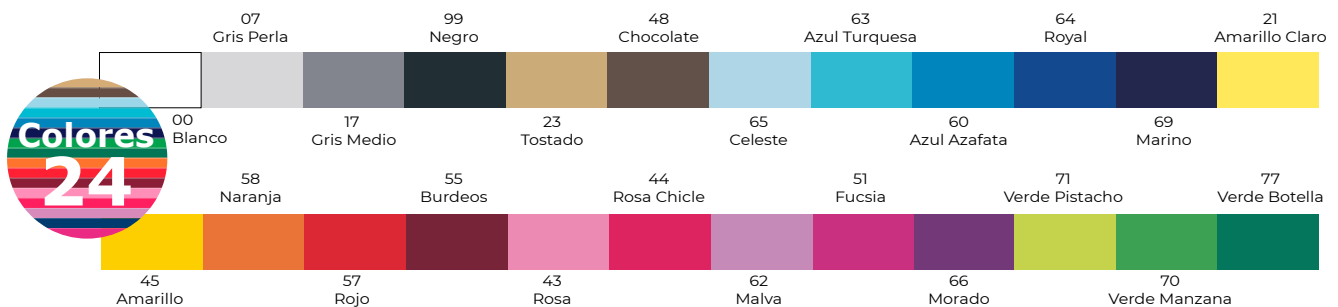 07
Gris Perla
99
Negro
48
Chocolate
63
Azul Turquesa
64
Royal
21
Amarillo Claro
Colores
24
00
Blanco
17
Gris Medio
23
Tostado
65
Celeste
60
Azul Azafata
69
Marino
58
Naranja
55
Burdeos
44
Rosa Chicle
51
Fucsia
71
Verde Pistacho
77
Verde Botella
45
Amarillo
57
Rojo
43
Rosa
62
Malva
66
Morado
70
Verde Manzana